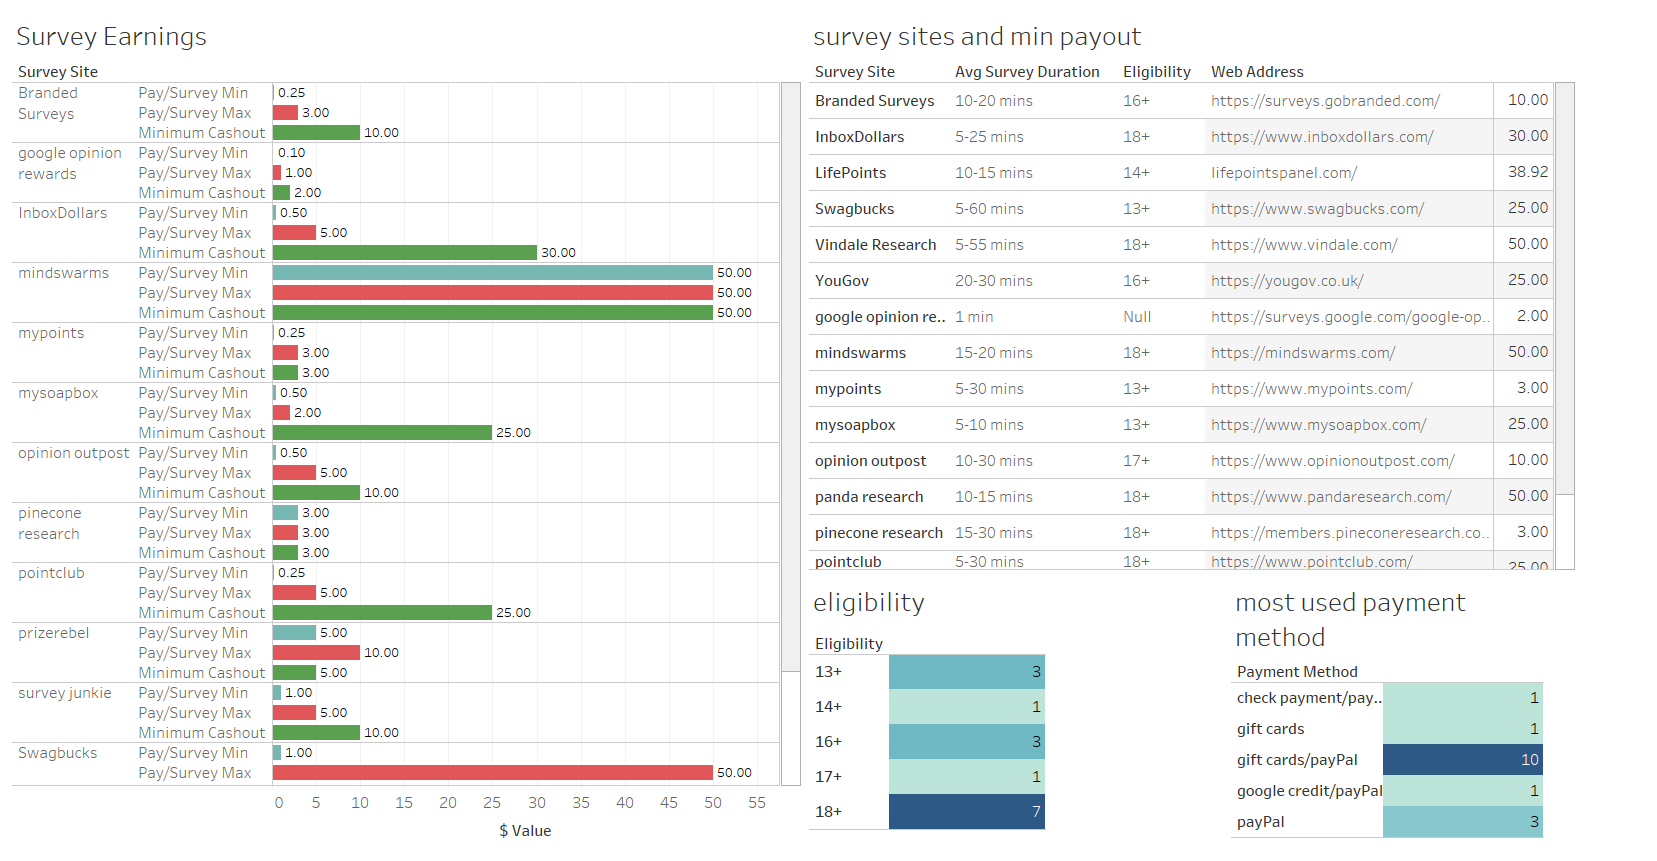 Survey Earnings
Survey Site
Branded Surveys
Pay/Survey Min 0.25
Pay/Survey Max 3.00
Minimum Cashout 10.00
google opinion rewards
Pay/Survey Min 0.10
Pay/Survey Max 1.00
Minimum Cashout 2.00
InboxDollars
Pay/Survey Min 0.50
Pay/Survey Max 5.00
Minimum Cashout 30.00
mindswarms
Pay/Survey Min 50.00
Pay/Survey Max 50.00
Minimum Cashout 50.00
mypoints
Pay/Survey Min 0.25
Pay/Survey Max 3.00
Minimum Cashout 3.00
mysoapbox
Pay/Survey Min 0.50
Pay/Survey Max 2.00
Minimum Cashout 25.00
opinion outpost
Pay/Survey Min 0.50
Pay/Survey Max 5.00
Minimum Cashout 10.00
pinecone research
Pay/Survey Min 3.00
Pay/Survey Max 3.00
Minimum Cashout 3.00
pointclub
Pay/Survey Min 0.25
Pay/Survey Max 5.00
Minimum Cashout 25.00
prizerebel
Pay/Survey Min 5.00
Pay/Survey Max 10.00
Minimum Cashout 5.00
survey junkie
Pay/Survey Min 1.00
Pay/Survey Max 5.00
Minimum Cashout 10.00
Swagbucks
Pay/Survey Min 1.00
Pay/Survey Max 50.00
0 5 10 15 20 25 30 35 40 45 50 55
$ Value
survey sites and min payout
Survey Site Avg Survey Duration Eligibility Web Address
Branded Surveys 10-20 mins 16+ https://surveys.gobranded.com/ 10.00
InboxDollars 5-25 mins 18+ https://www.inboxdollars.com/ 30.00
LifePoints 10-15 mins 14+ lifepointspanel.com/ 38.92
Swagbucks 5-60 mins 13+ https://www.swagbucks.com/ 25.00
Vindale Research 5-55 mins 18+ https://www.vindale.com/ 50.00
YouGov 20-30 mins 16+ https://yougov.co.uk/ 25.00
google opinion re.. 1 min Null https://surveys.google.com/google-op.. 2.00
mindswarms 15-20 mins 18+ https://mindswarms.com/ 50.00
mypoints 5-30 mins 13+ https://www.mypoints.com/ 3.00
mysoapbox 5-10 mins 13+ https://www.mysoapbox.com/ 25.00
opinion outpost 10-30 mins 17+ https://www.opinionoutpost.com/ 10.00
panda research 10-15 mins 18+ https://www.pandaresearch.com/ 50.00
pinecone research 15-30 mins 18+ https://members.pineconeresearch.co.. 3.00
pointclub 5-30 mins 18+ https://www.pointclub.com/ 25.00
eligibility
Eligibility
13+ 3
14+ 1
16+ 3
17+ 1
18+ 7
most used payment
method
Payment Method
check payment/pay.. 1
gift cards 1
gift cards/payPal 10
google credit/payPal 1
payPal 3